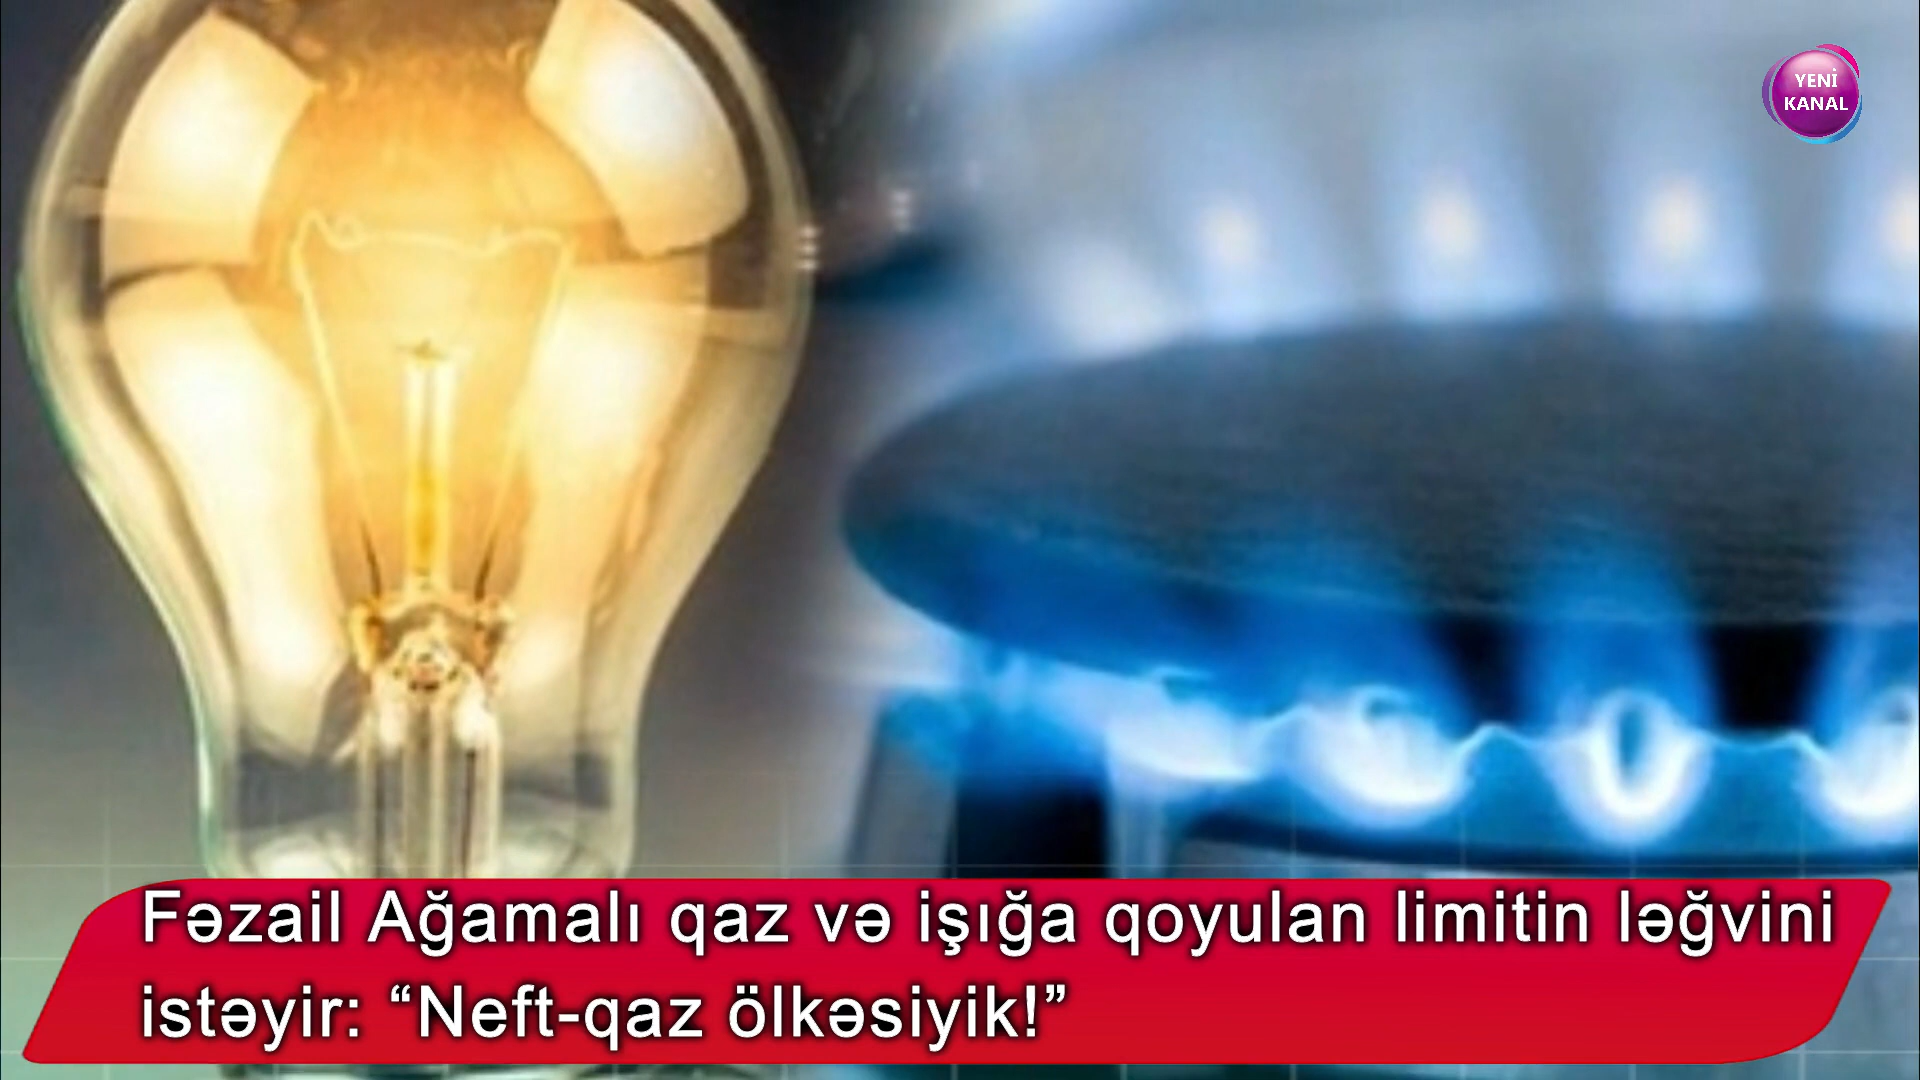 YENİ
KANAL
Fəzail Ağamalı qaz və işığa qoyulan limitin ləğvini
istəyir: “Neft-qaz ölkəsiyik!”